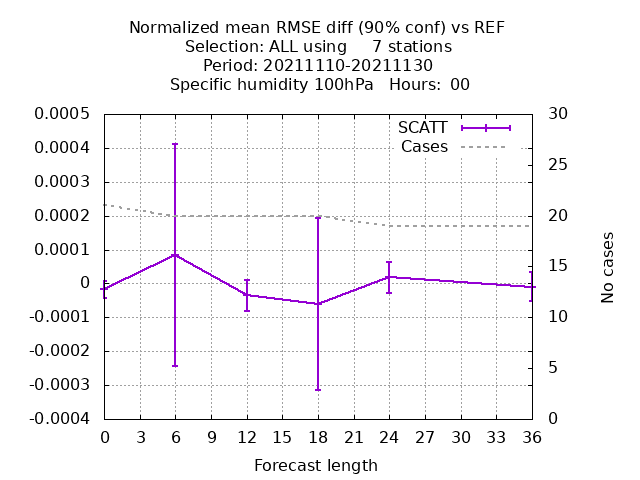 Normalized mean RMSE diff (90% conf) vs REF
Selection: ALL using     7 stations
Period: 20211110-20211130
Specific humidity 100hPa   Hours:  00
SCATT
Cases
0.0005
0.0004
0.0003
0.0002
0.0001
0
-0.0001
-0.0002
-0.0003
-0.0004
30
25
20
15
10
5
0
No cases
0 3 6 9 12 15 18 21 24 27 30 33 36
Forecast length